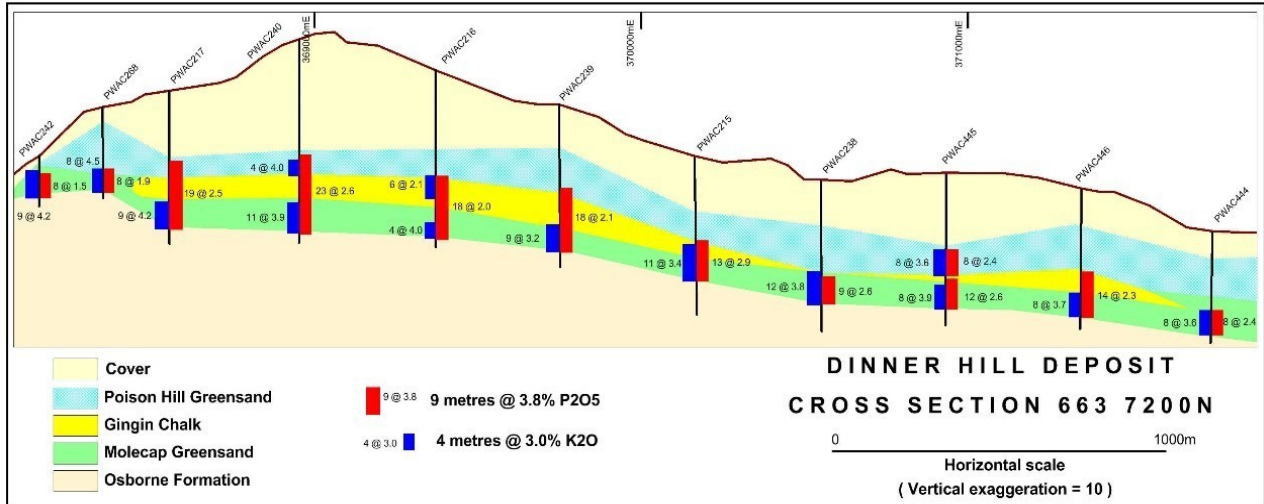 369000mE
370000mE
371000mE
PWAC242
PWAC268
PWAC217
PWAC240
PWAC216
PWAC239
PWAC215
PWAC238
PWAC445
PWAC446
PWAC444
8 @ 4.5
8 @ 1.5
9 @ 4.2
8 @ 1.9
19 @ 2.5
9 @ 4.2
4 @ 4.0
23 @ 2.6
11 @ 3.9
6 @ 2.1
18 @ 2.0
4 @ 4.0
18 @ 2.1
9 @ 3.2
11 @ 3.4
13 @ 2.9
12 @ 3.8
9 @ 2.6
8 @ 3.6
8 @ 2.4
8 @ 3.9
12 @ 2.6
14 @ 2.3
8 @ 3.7
8 @ 3.6
8 @ 2.4
Cover
Poison Hill Greensand
Gingin Chalk
Molecap Greensand
Osborne Formation
9 @ 3.8
9 metres @ 3.8% P2O5
4 @ 3.0
4 metres @ 3.0% K2O
DINNER HILL DEPOSIT
CROSS SECTION 663 7200N
0
1000m
Horizontal scale
( Vertical exaggeration = 10 )